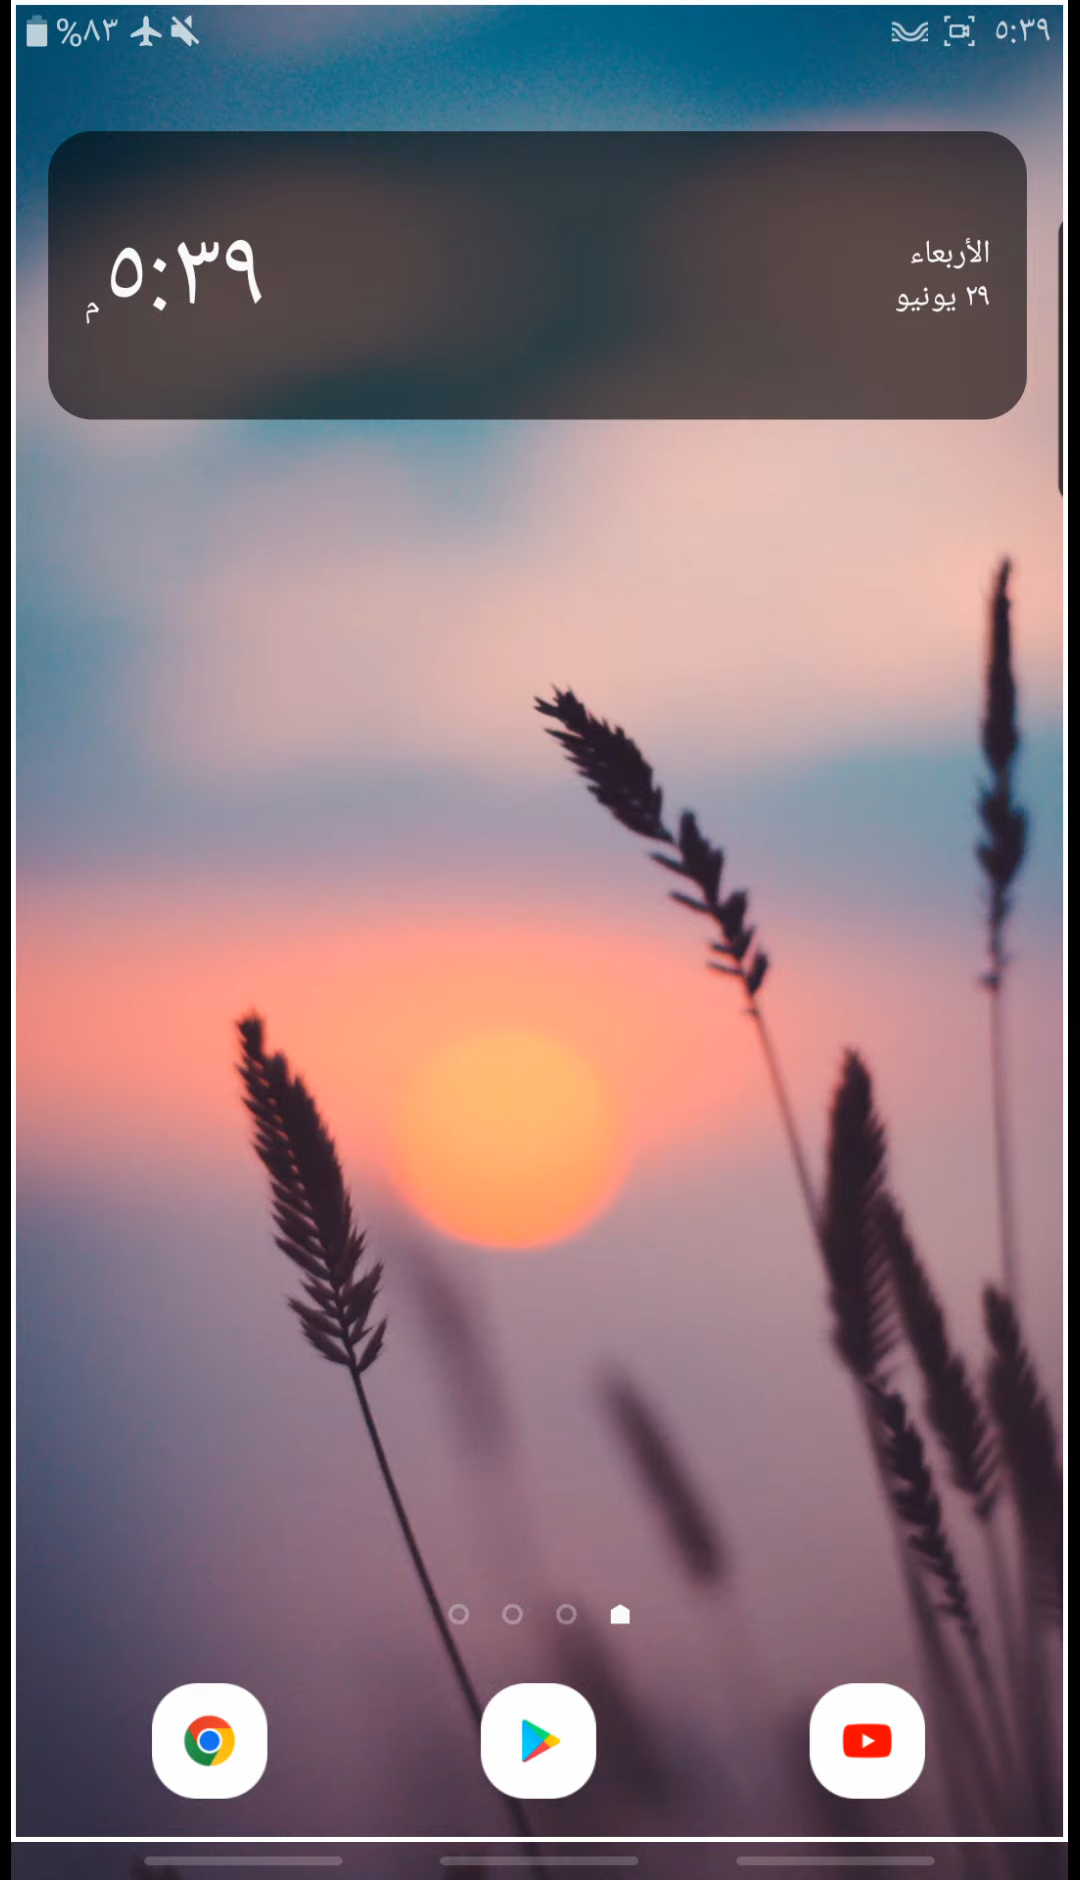 ٥:٣٩
%٨٣
الأربعاء
٢٩ يونيو
٥:٣٩ م